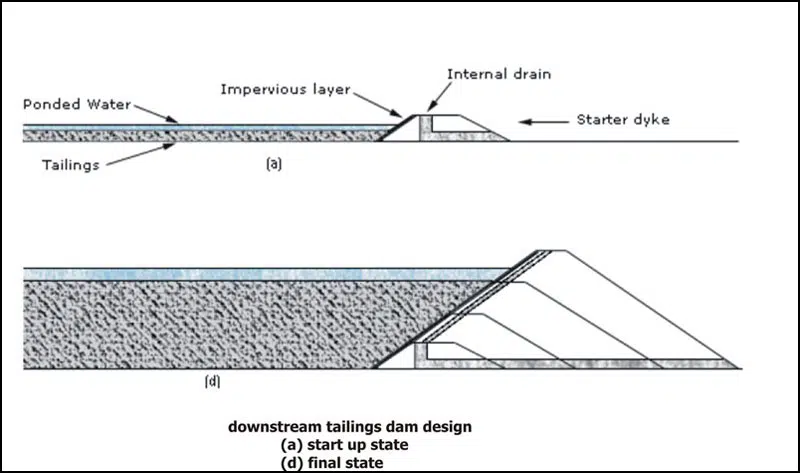 Internal drain
Impervious layer
Ponded Water
Starter dyke
Tailings
(a)
(d)
downstream tailings dam design
(a) start up state
(d) final state